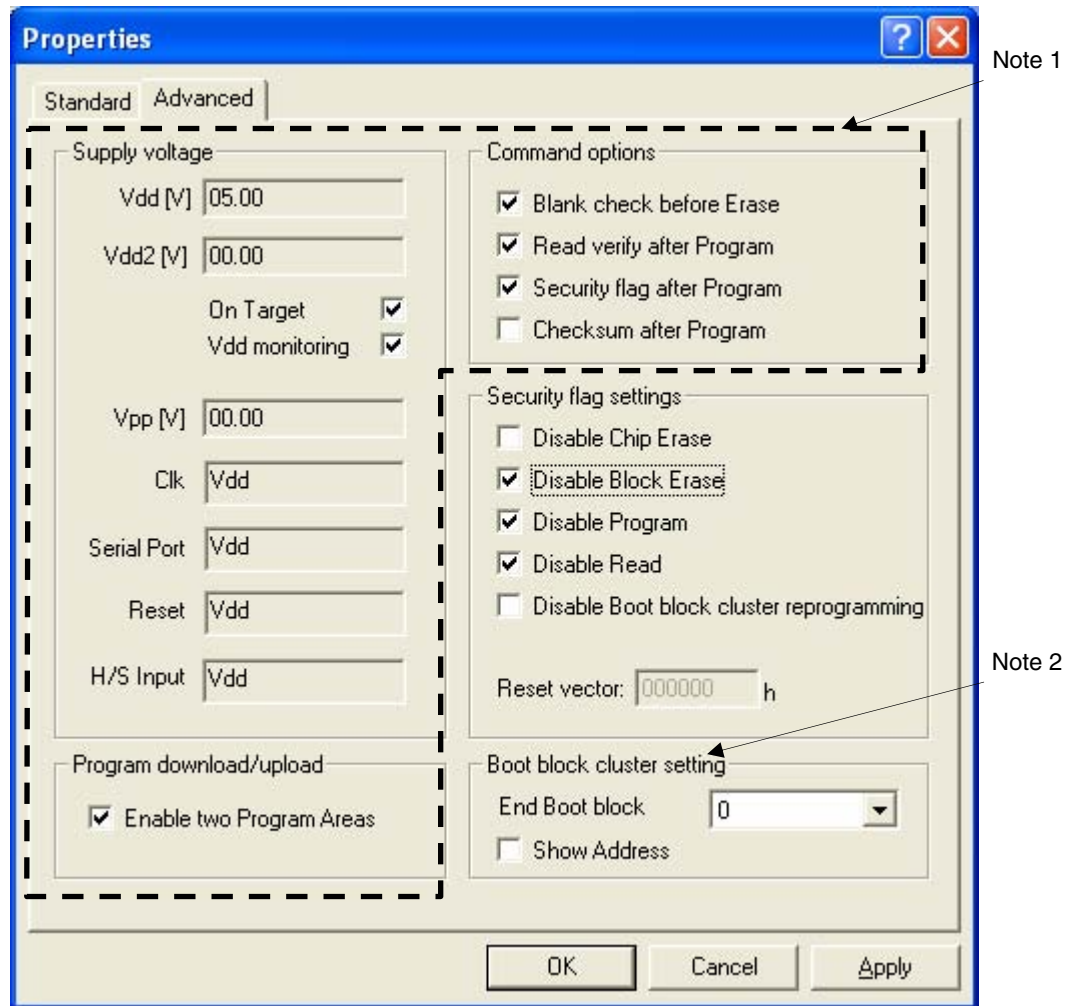 Properties
Note 1
Standard
Advanced
Supply voltage
Vdd [V] 05.00
Vdd2 [V] 00.00
On Target
Vdd monitoring
Vpp [V] 00.00
Clk Vdd
Serial Port Vdd
Reset Vdd
H/S Input Vdd
Program download/upload
Enable two Program Areas
Command options
Blank check before Erase
Read verify after Program
Security flag after Program
Checksum after Program
Security flag settings
Disable Chip Erase
Disable Block Erase
Disable Program
Disable Read
Disable Boot block cluster reprogramming
Reset vector: 000000 h
Note 2
Boot block cluster setting
End Boot block 0
Show Address
OK
Cancel
Apply